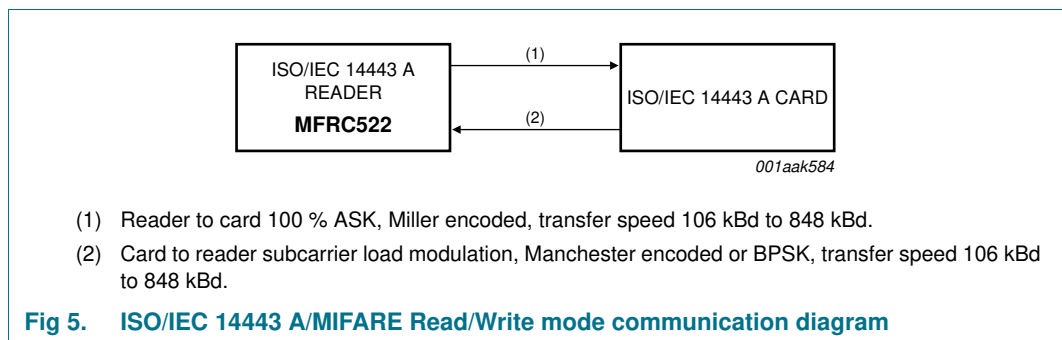 (1)
ISO/IEC 14443 A
READER
MFRC522
ISO/IEC 14443 A CARD
(2)
001aak584
(1) Reader to card 100 % ASK, Miller encoded, transfer speed 106 kBd to 848 kBd.
(2) Card to reader subcarrier load modulation, Manchester encoded or BPSK, transfer speed 106 kBd
to 848 kBd.
Fig 5. ISO/IEC 14443 A/MIFARE Read/Write mode communication diagram